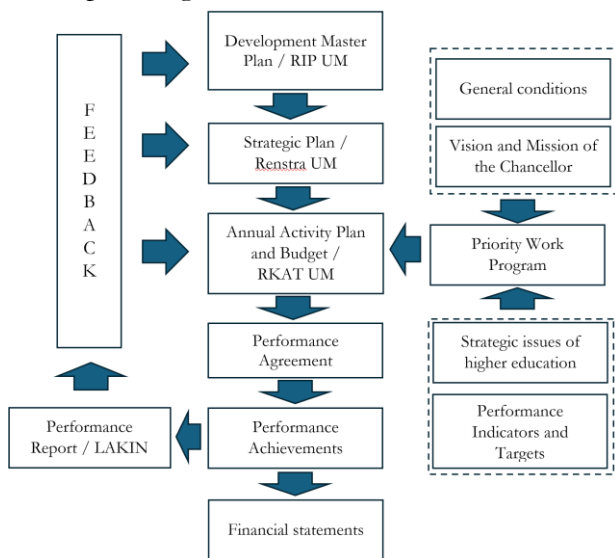 FEEDBACK
Development Master
Plan / RIP UM
Strategic Plan /
Renstra UM
Annual Activity Plan
and Budget /
RKAT UM
Performance
Agreement
Performance
Achievements
Financial statements
Performance
Report / LAKIN
General conditions
Vision and Mission of
the Chancellor
Priority Work
Program
Strategic issues of
higher education
Performance
Indicators and
Targets